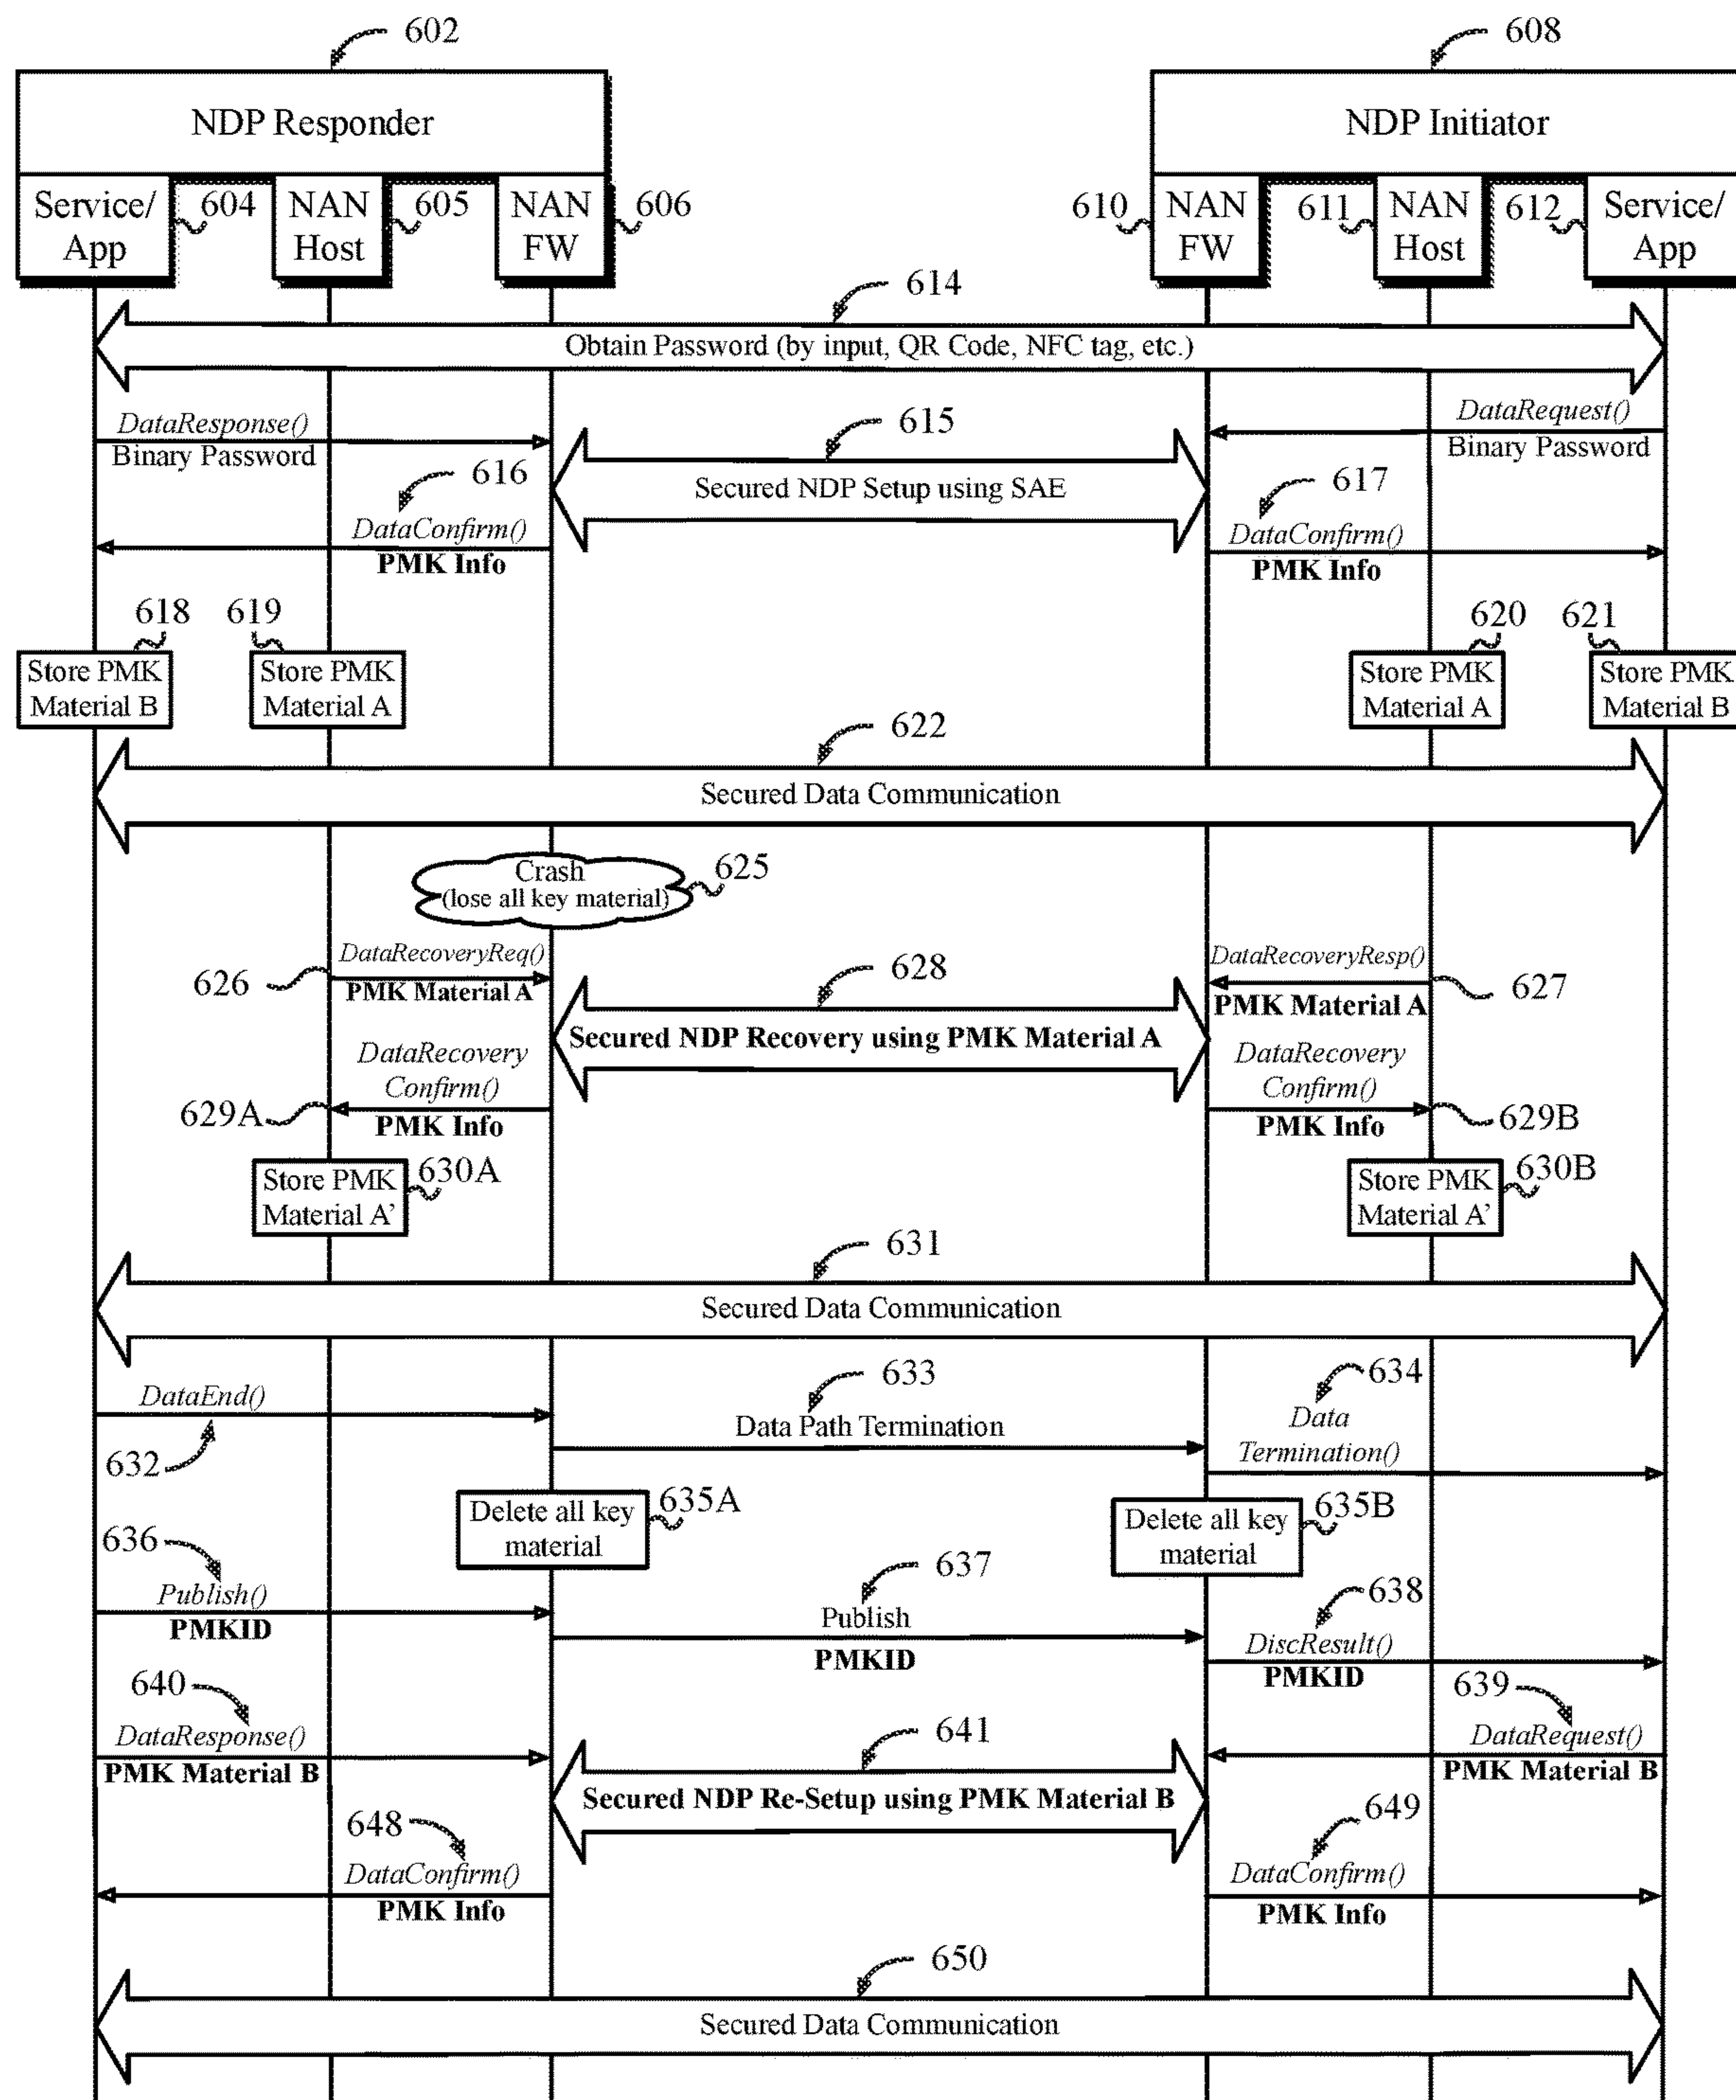 602
608
NDP Responder
NDP Initiator
Service/
App
604
NAN
Host
605
NAN
FW
606
610
NAN
FW
611
NAN
Host
612
Service/
App
614
Obtain Password (by input, QR Code, NFC tag, etc.)
DataResponse()
Binary Password
615
Secured NDP Setup using SAE
DataRequest()
Binary Password
616
DataConfirm()
PMK Info
617
DataConfirm()
PMK Info
618
Store PMK
Material B
619
Store PMK
Material A
620
Store PMK
Material A
621
Store PMK
Material B
622
Secured Data Communication
Crash
(lose all key material)
625
626
DataRecoveryReq()
PMK Material A
628
Secured NDP Recovery using PMK Material A
DataRecoveryResp()
PMK Material A
627
DataRecovery
Confirm()
PMK Info
629A
DataRecovery
Confirm()
PMK Info
629B
Store PMK
Material A'
630A
Store PMK
Material A'
630B
631
Secured Data Communication
DataEnd()
632
633
Data Path Termination
634
Data
Termination()
Delete all key
material
635A
Delete all key
material
635B
636
Publish()
PMKID
637
Publish
PMKID
638
DiscResult()
PMKID
640
DataResponse()
PMK Material B
641
Secured NDP Re-Setup using PMK Material B
639
DataRequest()
PMK Material B
648
DataConfirm()
PMK Info
649
DataConfirm()
PMK Info
650
Secured Data Communication